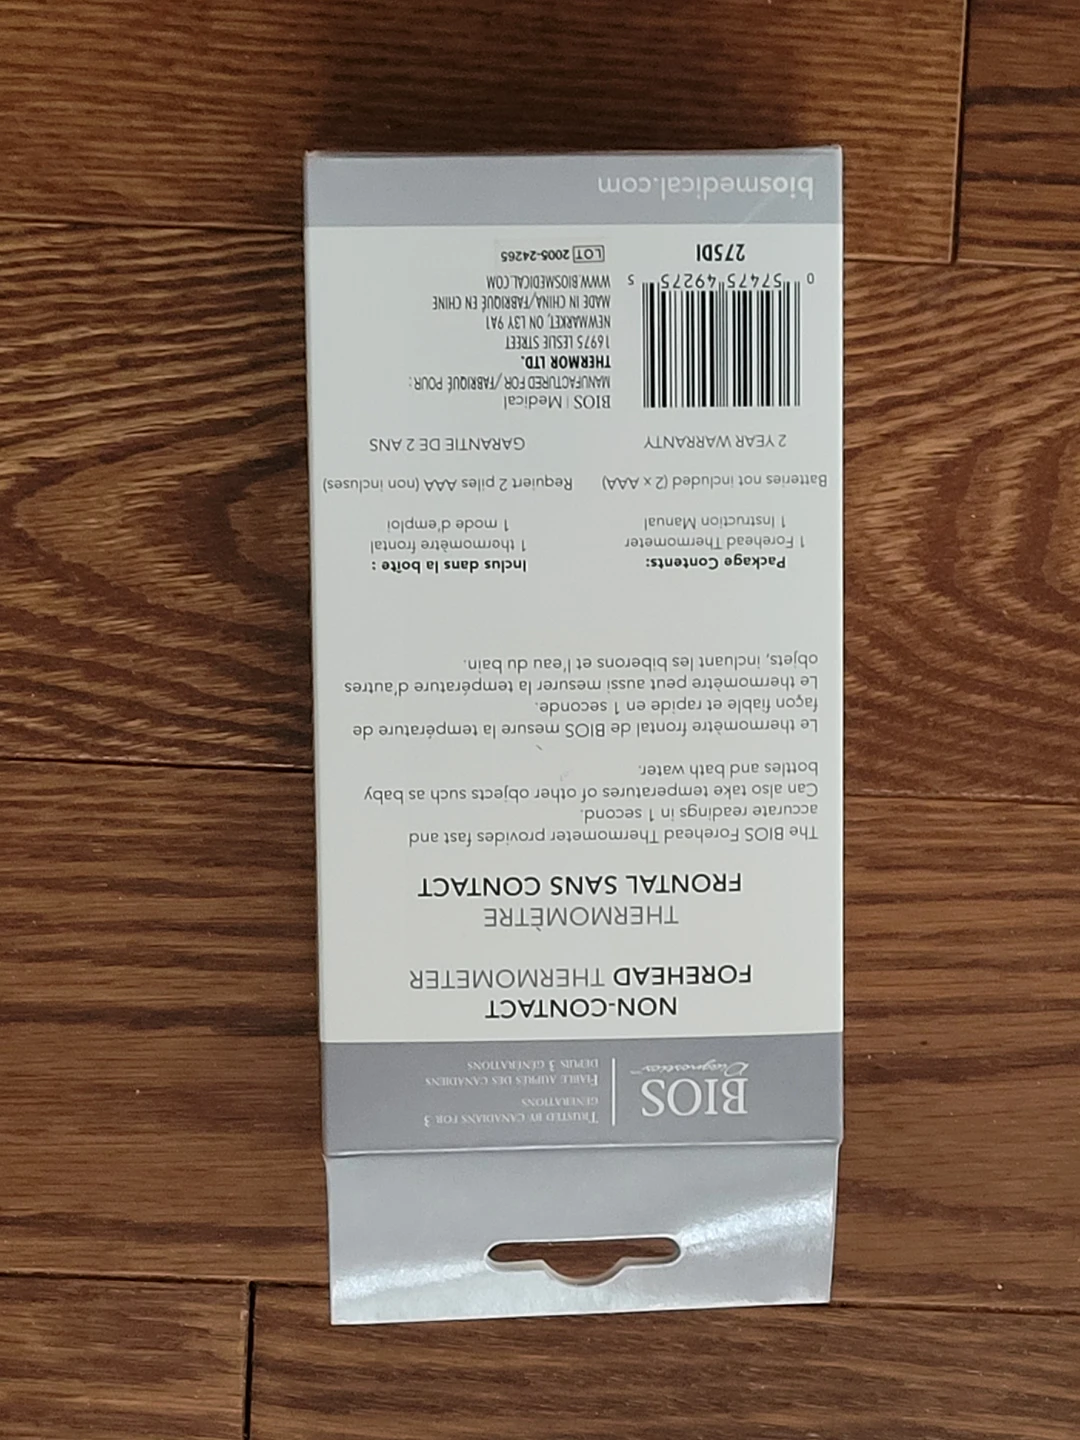 BIOS
Diagnostics™
TRUSTED BY CANADIANS FOR 3
GENERATIONS
FIABLE AUPRÈS DES CANADIENS
DEPUIS 3 GÉNÉRATIONS
NON-CONTACT
FOREHEAD THERMOMETER
THERMOMÈTRE
FRONTAL SANS CONTACT
The BIOS Forehead Thermometer provides fast and
accurate readings in 1 second.
Can also take temperatures of other objects such as baby
bottles and bath water.
Le thermomètre frontal de BIOS mesure la température de
façon fiable et rapide en 1 seconde.
Le thermomètre peut aussi mesurer la température d'autres
objets, incluant les biberons et l'eau du bain.
Package Contents:
1 Forehead Thermometer
1 Instruction Manual
Batteries not included (2 x AAA)
2 YEAR WARRANTY
Inclus dans la boîte :
1 thermomètre frontal
1 mode d'emploi
Requiert 2 piles AAA (non incluses)
GARANTIE DE 2 ANS
0 57475 49275 5
275DI
BIOS | Medical
MANUFACTURED FOR/FABRIQUÉ POUR:
THERMOR LTD.
16975 LESLIE STREET
NEWMARKET, ON L3Y 9A1
MADE IN CHINA/FABRIQUÉ EN CHINE
WWW.BIOSMEDICAL.COM
LOT 2005-24265
biosmedical.com